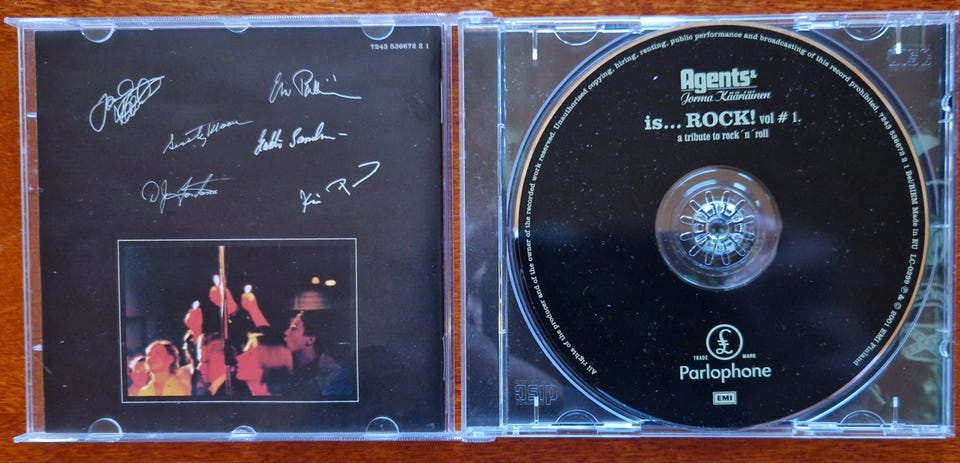 7243 536672 2 1
Agents &
Jorma Kääriäinen
is... ROCK! vol # 1.
a tribute to rock´n´roll
All rights of the producer and of the owner of the recorded work reserved. Unauthorised copying, hiring, renting, public performance and broadcasting of this record prohibited. 7243 536672 2 1 Bel/BIEM Made in EU LC-0299 ℗ & © 2001 EMI Finland
TRADE MARK
Parlophone
EMI